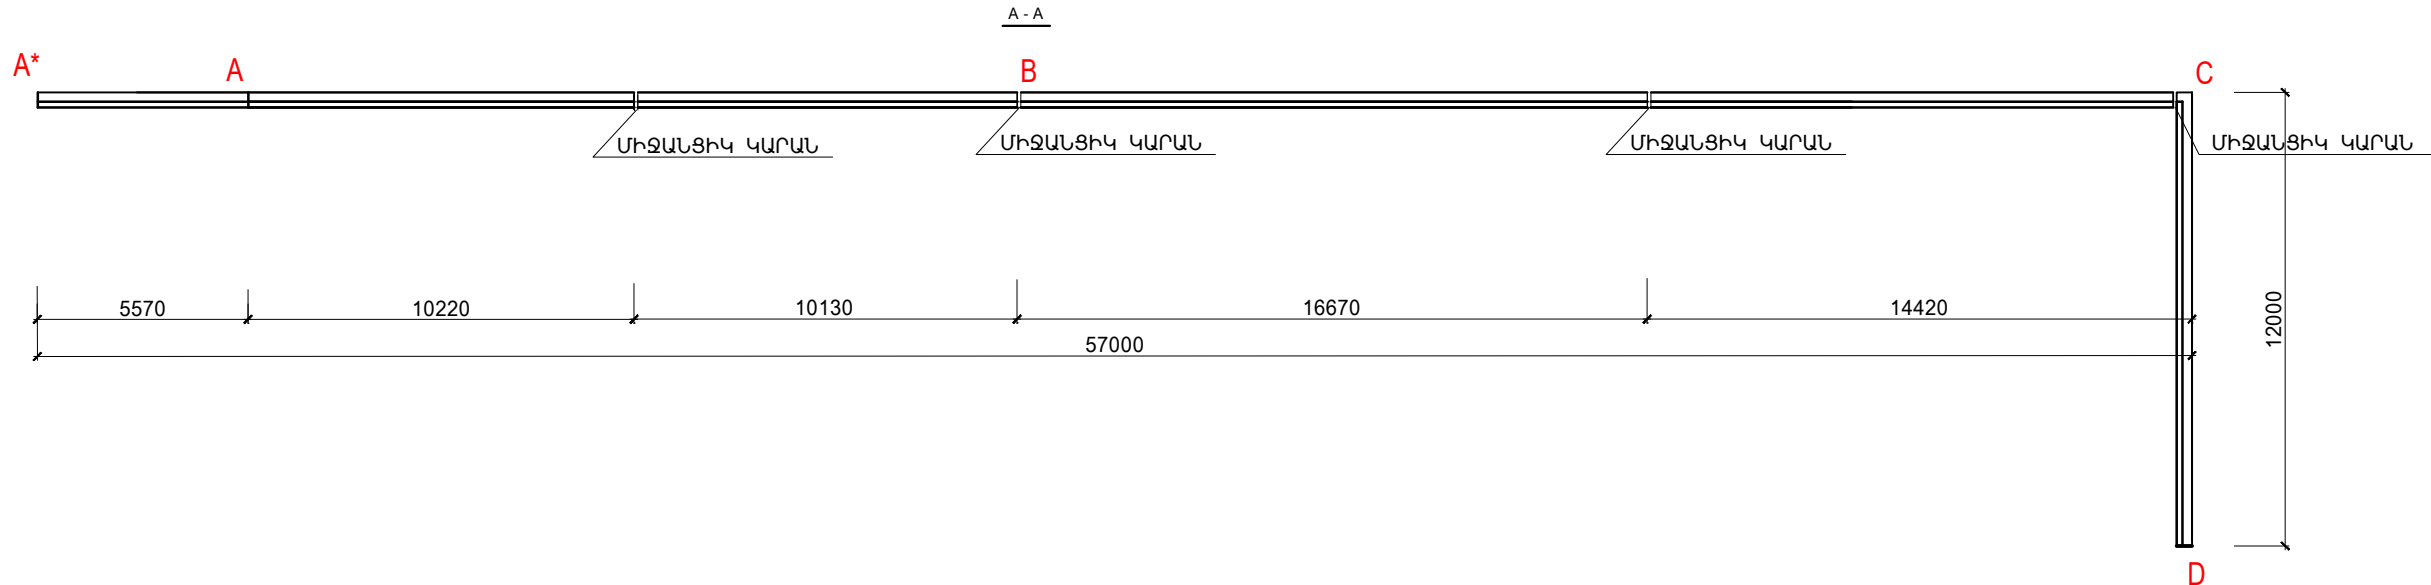 A - A
A*
A
B
C
ՄԻՋԱՆՑԻԿ ԿԱՐԱՆ
ՄԻՋԱՆՑԻԿ ԿԱՐԱՆ
ՄԻՋԱՆՑԻԿ ԿԱՐԱՆ
ՄԻՋԱՆՑԻԿ ԿԱՐԱՆ
5570
10220
10130
16670
14420
12000
57000
D